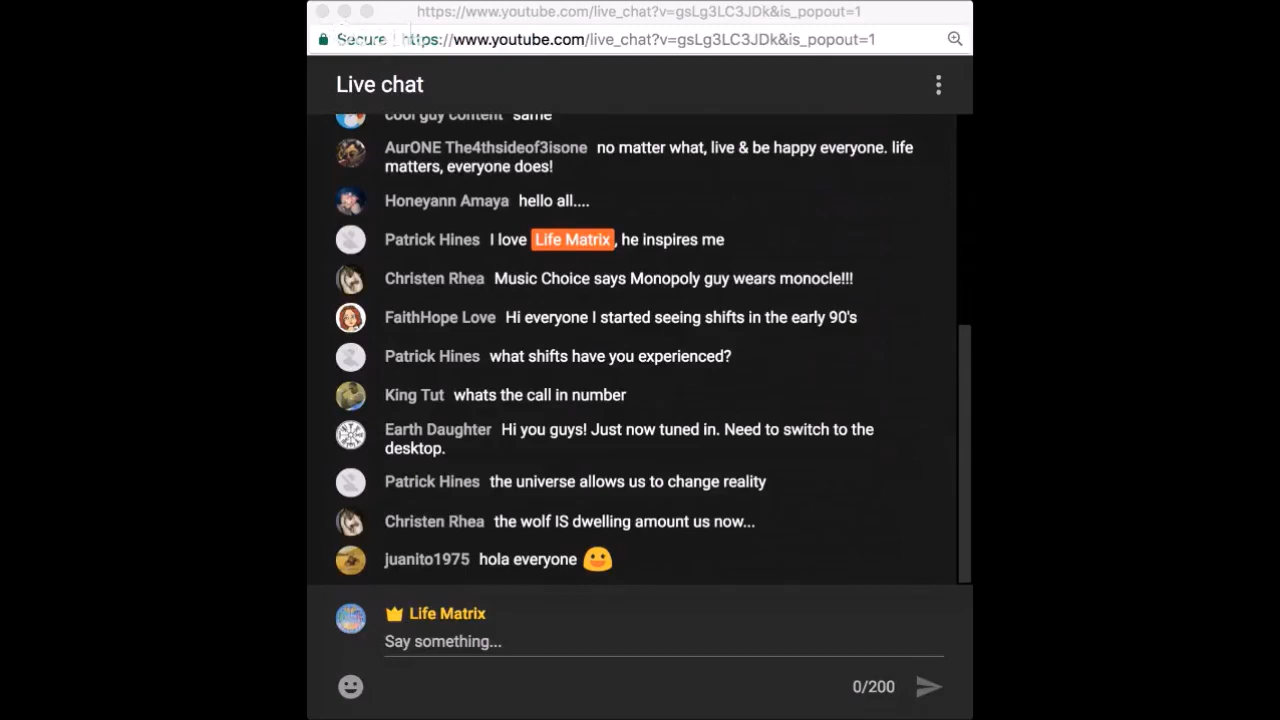 https://www.youtube.com/live_chat?v=gsLg3LC3JDk&is_popout=1
Secure https://www.youtube.com/live_chat?v=gsLg3LC3JDk&is_popout=1
Live chat
cool guy content same
AurONE The4thsideof3isone no matter what, live & be happy everyone. life
matters, everyone does!
Honeyann Amaya hello all....
Patrick Hines I love Life Matrix, he inspires me
Christen Rhea Music Choice says Monopoly guy wears monocle!!!
FaithHope Love Hi everyone I started seeing shifts in the early 90's
Patrick Hines what shifts have you experienced?
King Tut whats the call in number
Earth Daughter Hi you guys! Just now tuned in. Need to switch to the
desktop.
Patrick Hines the universe allows us to change reality
Christen Rhea the wolf IS dwelling amount us now...
juanito1975 hola everyone
Life Matrix
Say something...
0/200